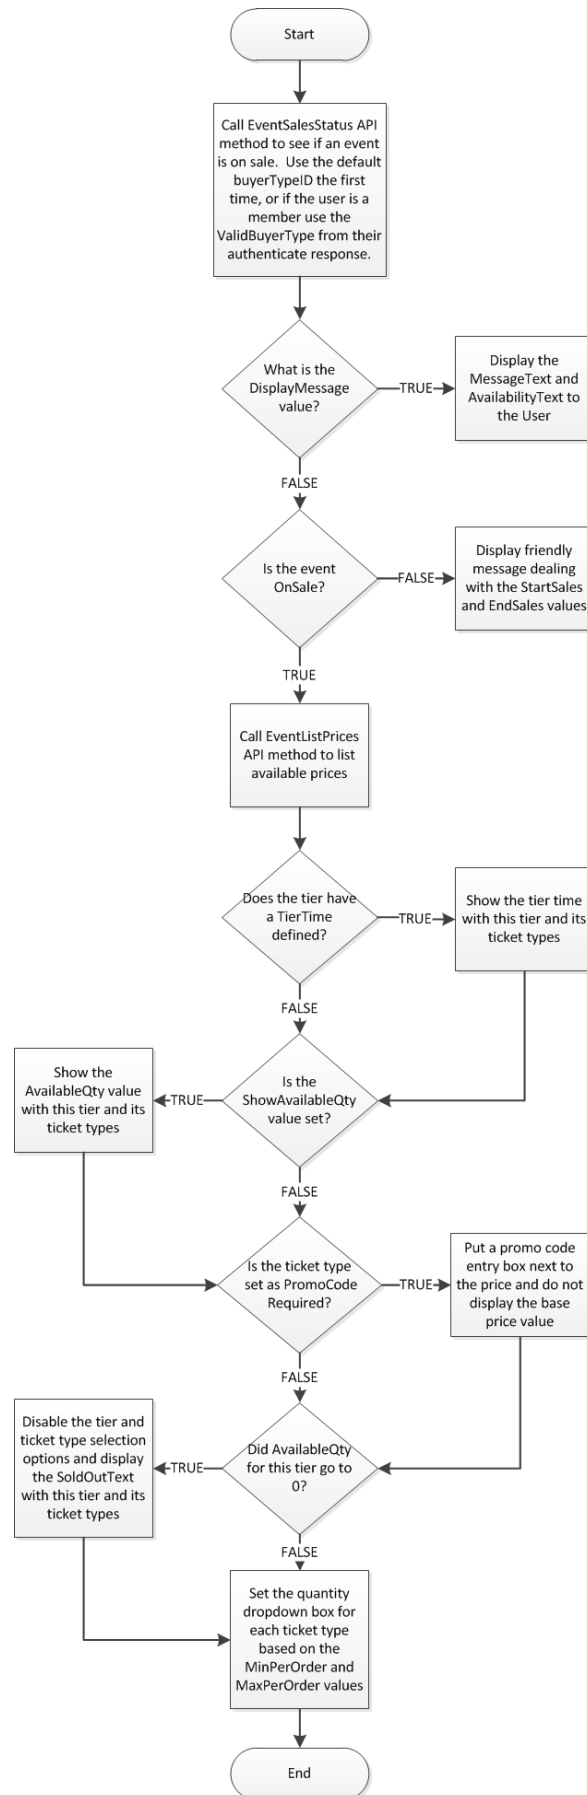 Start
Call EventSalesStatus API
method to see if an event
is on sale.  Use the default
buyerTypeID the first
time, or if the user is a
member use the
ValidBuyerType from their
authenticate response.
What is the
DisplayMessage
value?
TRUE
Display the
MessageText and
AvailabilityText to
the User
FALSE
Is the event
OnSale?
FALSE
Display friendly
message dealing
with the StartSales
and EndSales values
TRUE
Call EventListPrices
API method to list
available prices
Does the tier have
a TierTime
defined?
TRUE
Show the tier time
with this tier and its
ticket types
FALSE
Show the
AvailableQty value
with this tier and its
ticket types
TRUE
Is the
ShowAvailableQty
value set?
FALSE
Is the ticket type
set as PromoCode
Required?
TRUE
Put a promo code
entry box next to
the price and do not
display the base
price value
FALSE
Disable the tier and
ticket type selection
options and display
the SoldOutText
with this tier and its
ticket types
TRUE
Did AvailableQty
for this tier go to
0?
FALSE
Set the quantity
dropdown box for
each ticket type
based on the
MinPerOrder and
MaxPerOrder values
End